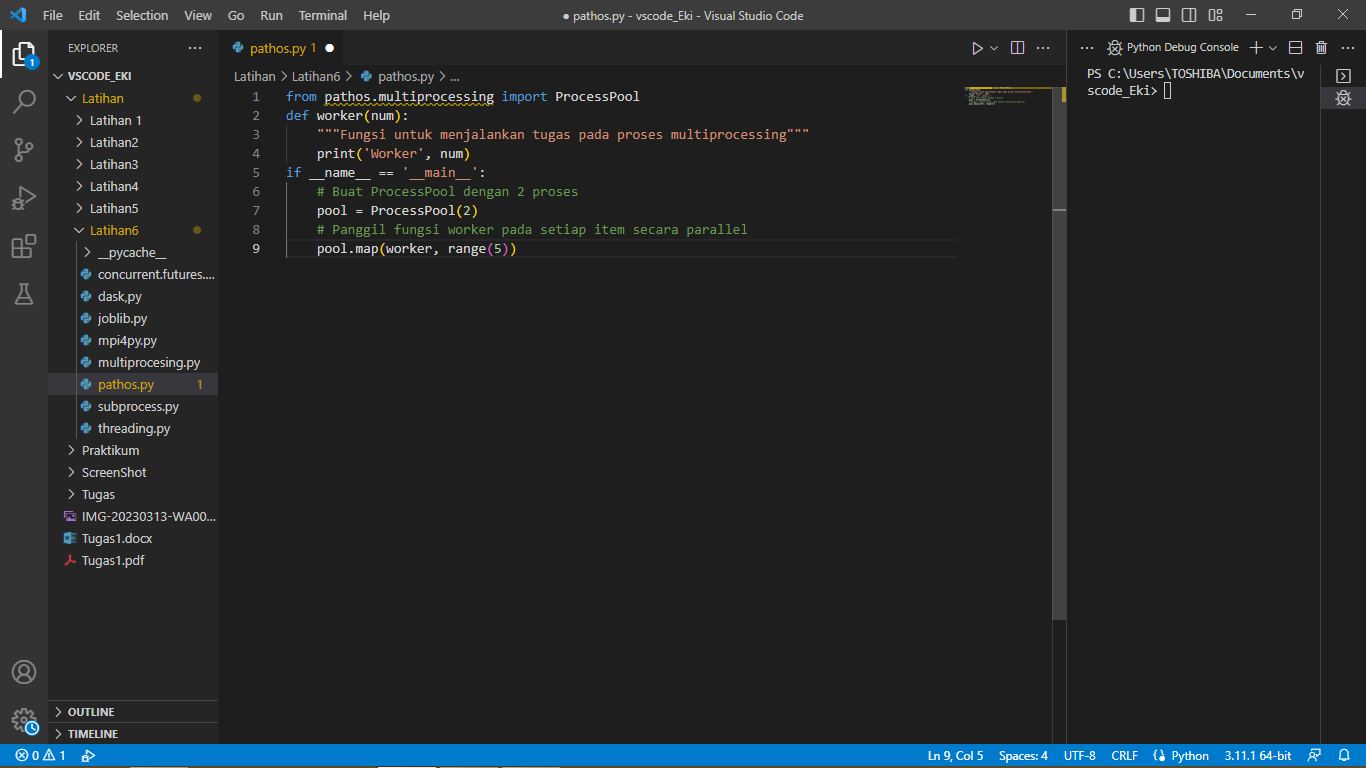 File Edit Selection View Go Run Terminal Help
● pathos.py - vscode_Eki - Visual Studio Code
EXPLORER
VSCODE_EKI
Latihan
Latihan 1
Latihan2
Latihan3
Latihan4
Latihan5
Latihan6
__pycache__
concurrent.futures....
dask,py
joblib.py
mpi4py.py
multiprocesing.py
pathos.py 1
subprocess.py
threading.py
Praktikum
ScreenShot
Tugas
IMG-20230313-WA00...
Tugas1.docx
Tugas1.pdf
OUTLINE
TIMELINE
pathos.py 1
Latihan > Latihan6 > pathos.py > ...
1 from pathos.multiprocessing import ProcessPool
2 def worker(num):
3 """Fungsi untuk menjalankan tugas pada proses multiprocessing"""
4 print('Worker', num)
5 if __name__ == '__main__':
6 # Buat ProcessPool dengan 2 proses
7 pool = ProcessPool(2)
8 # Panggil fungsi worker pada setiap item secara parallel
9 pool.map(worker, range(5))
Python Debug Console
PS C:\Users\TOSHIBA\Documents\v
scode_Eki>
1
0 1
Ln 9, Col 5 Spaces: 4 UTF-8 CRLF Python 3.11.1 64-bit